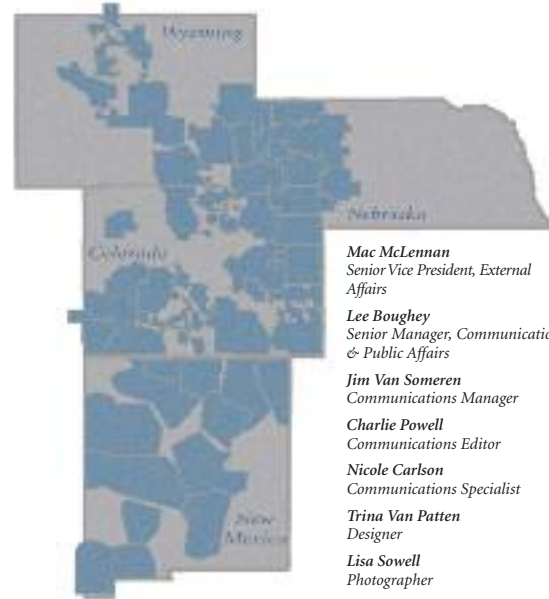 Wyoming
Nebraska
Colorado
New
Mexico
Mac McLennan
Senior Vice President, External
Affairs
Lee Boughey
Senior Manager, Communicatio
& Public Affairs
Jim Van Someren
Communications Manager
Charlie Powell
Communications Editor
Nicole Carlson
Communications Specialist
Trina Van Patten
Designer
Lisa Sowell
Photographer